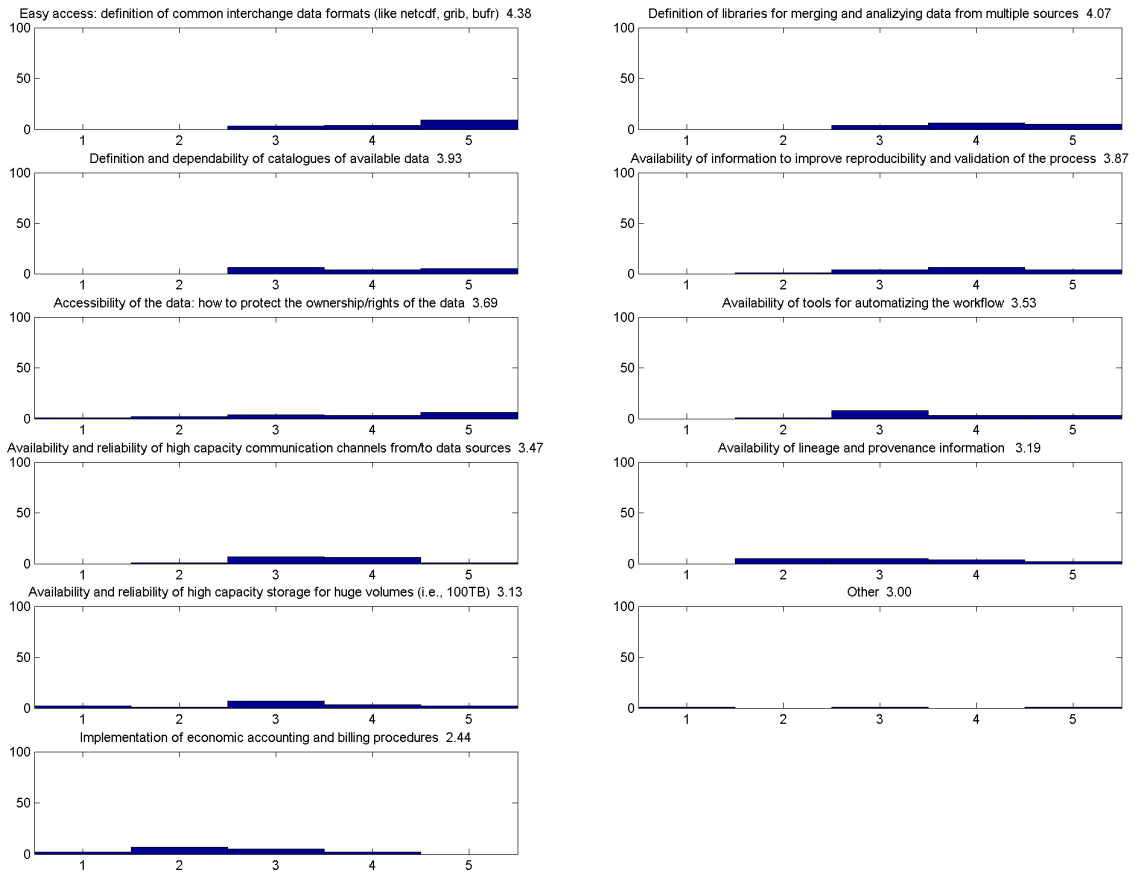 Easy access: definition of common interchange data formats (like netcdf, grib, bufr)  4.38
100
50
0
1 2 3 4 5
Definition of libraries for merging and analizying data from multiple sources  4.07
100
50
0
1 2 3 4 5
Definition and dependability of catalogues of available data  3.93
100
50
0
1 2 3 4 5
Availability of information to improve reproducibility and validation of the process  3.87
100
50
0
1 2 3 4 5
Accessibility of the data: how to protect the ownership/rights of the data  3.69
100
50
0
1 2 3 4 5
Availability of tools for automatizing the workflow  3.53
100
50
0
1 2 3 4 5
Availability and reliability of high capacity communication channels from/to data sources  3.47
100
50
0
1 2 3 4 5
Availability of lineage and provenance information  3.19
100
50
0
1 2 3 4 5
Availability and reliability of high capacity storage for huge volumes (i.e., 100TB)  3.13
100
50
0
1 2 3 4 5
Other  3.00
100
50
0
1 2 3 4 5
Implementation of economic accounting and billing procedures  2.44
100
50
0
1 2 3 4 5